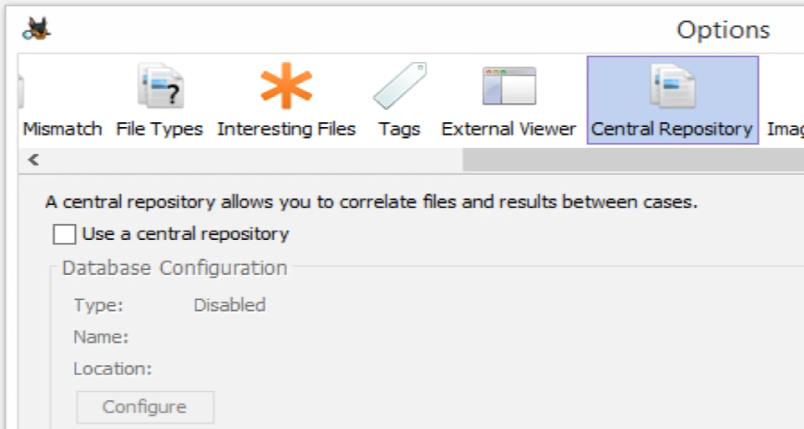 Options
Mismatch File Types Interesting Files Tags External Viewer Central Repository Imag
A central repository allows you to correlate files and results between cases.
Use a central repository
Database Configuration
Type: Disabled
Name:
Location:
Configure